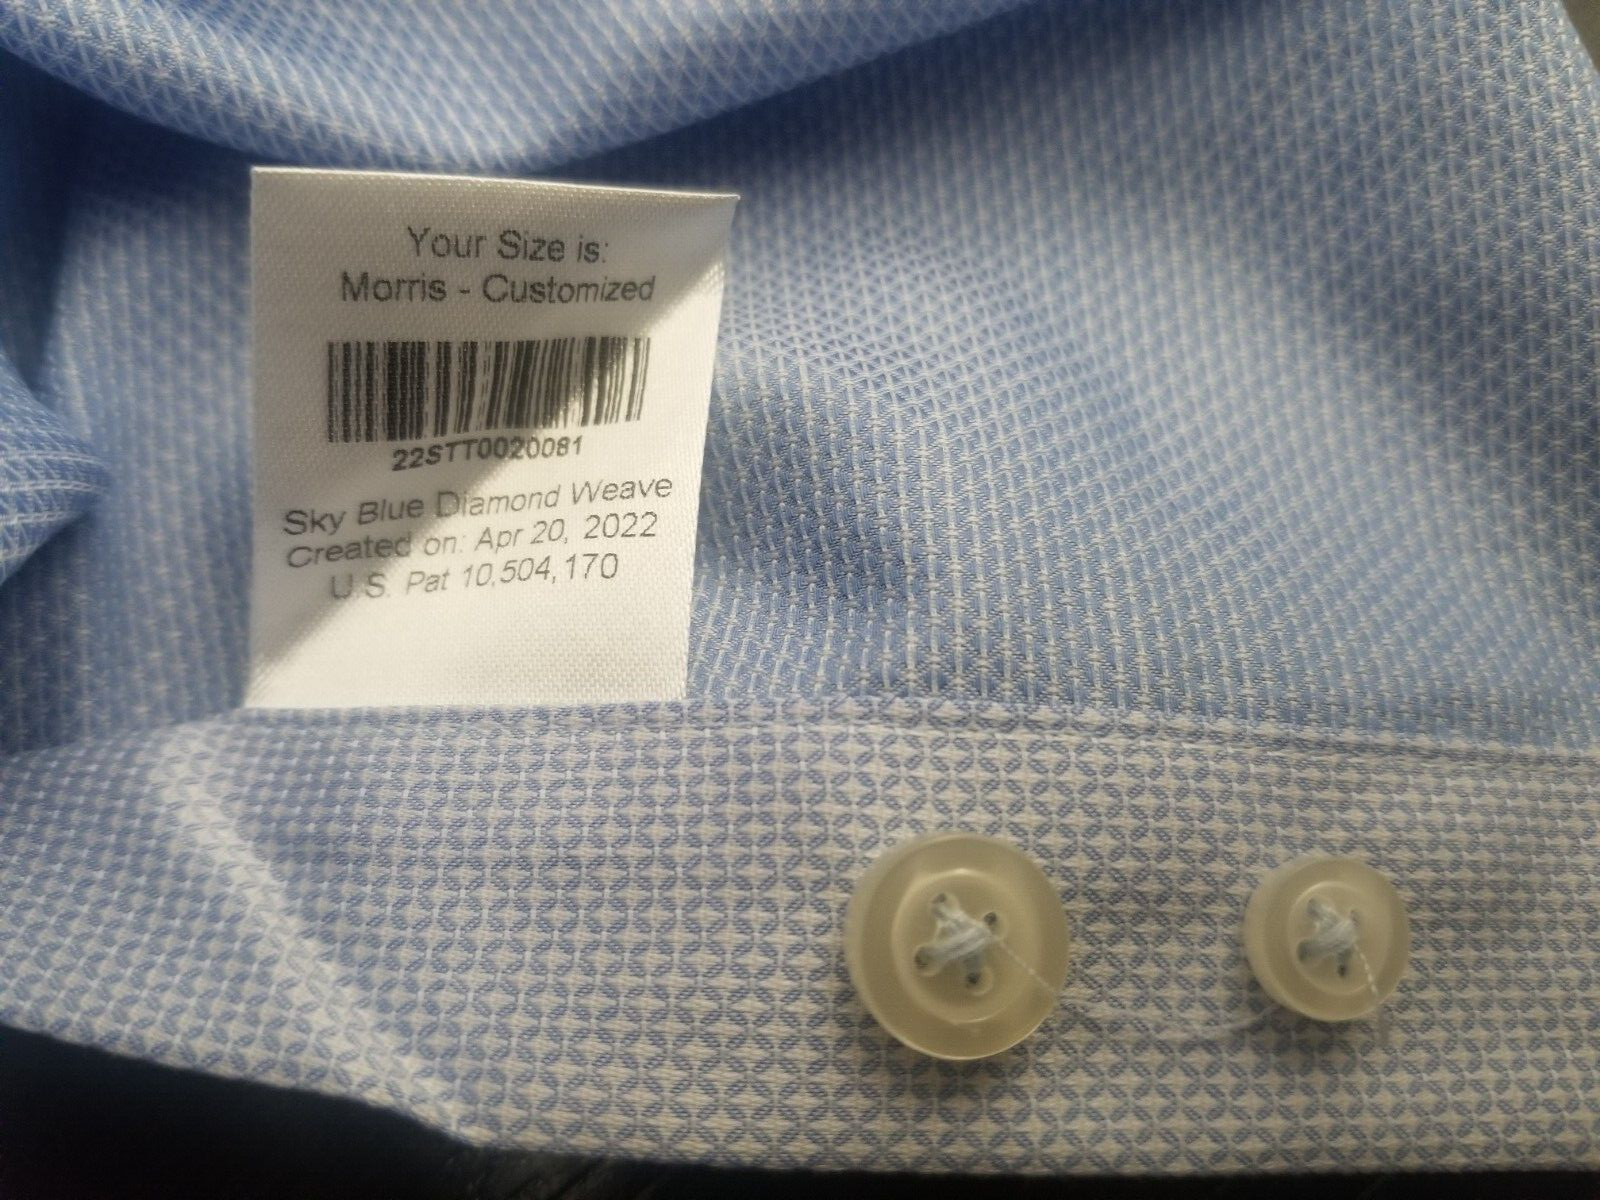 Your Size is:
Morris - Customized
22STT0020081
Sky Blue Diamond Weave
Created on: Apr 20, 2022
U.S. Pat 10,504,170